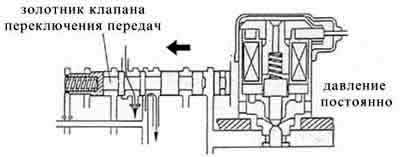 золотник клапана
переключения передач
давление
постоянно